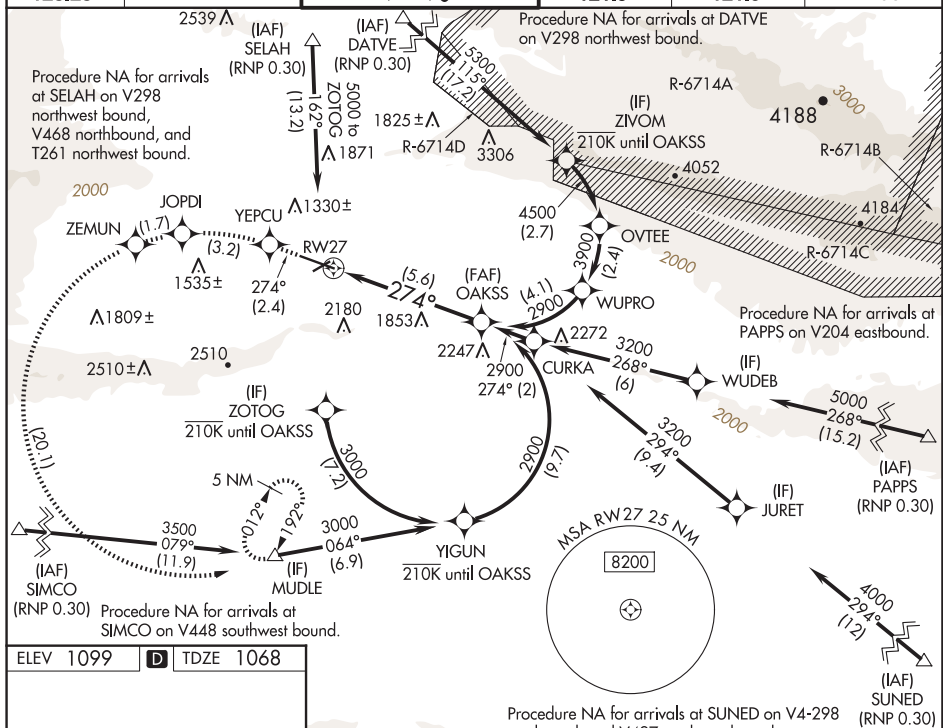 2539
(IAF)
SELAH
(RNP 0.30)
(IAF)
DATVE
(RNP 0.30)
Procedure NA for arrivals at DATVE
on V298 northwest bound.
Procedure NA for arrivals
at SELAH on V298
northwest bound,
V468 northbound, and
T261 northwest bound.
5000 to
ZOTOG
162°
(13.2)
5300
115°
(17.2)
R-6714A
3000
4188
(IF)
ZIVOM
210K until OAKSS
1825±
R-6714D
3306
1871
R-6714B
4052
2000
JOPDI
ZEMUN
(1.7)
(3.2)
YEPCU
1330±
RW27
4500
(2.7)
OVTEE
4184
R-6714C
3900
(2.4)
2000
1535±
274°
(2.4)
(5.6)
274°
(FAF)
OAKSS
(4.1)
2900
WUPRO
1809±
2180
1853
2272
Procedure NA for arrivals at
PAPPS on V204 eastbound.
2510±
2510
2247
2900
274° (2)
CURKA
3200
268°
(6)
(IF)
WUDEB
(IF)
ZOTOG
210K until OAKSS
2000
5000
268°
(15.2)
(20.1)
3000
(7.2)
2900
(9.7)
3200
294°
(9.4)
(IAF)
PAPPS
(RNP 0.30)
5 NM
012°
192°
(IF)
JURET
3500
079°
(11.9)
3000
064°
(6.9)
YIGUN
210K until OAKSS
MSA RW27 25 NM
8200
(IAF)
SIMCO
(RNP 0.30)
(IF)
MUDLE
4000
294°
(12)
Procedure NA for arrivals at
SIMCO on V448 southwest bound.
ELEV 1099 D TDZE 1068
(IAF)
SUNED
(RNP 0.30)
Procedure NA for arrivals at SUNED on V4-298